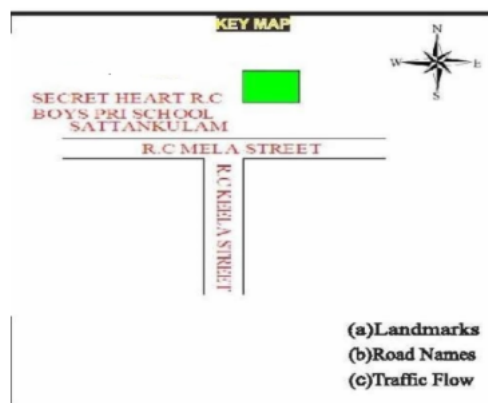 KEY MAP
N
W E
S
SECRET HEART R.C
BOYS PRI SCHOOL
SATTANKULAM
R.C MELA STREET
R.C KEELA STREET
(a)Landmarks
(b)Road Names
(c)Traffic Flow